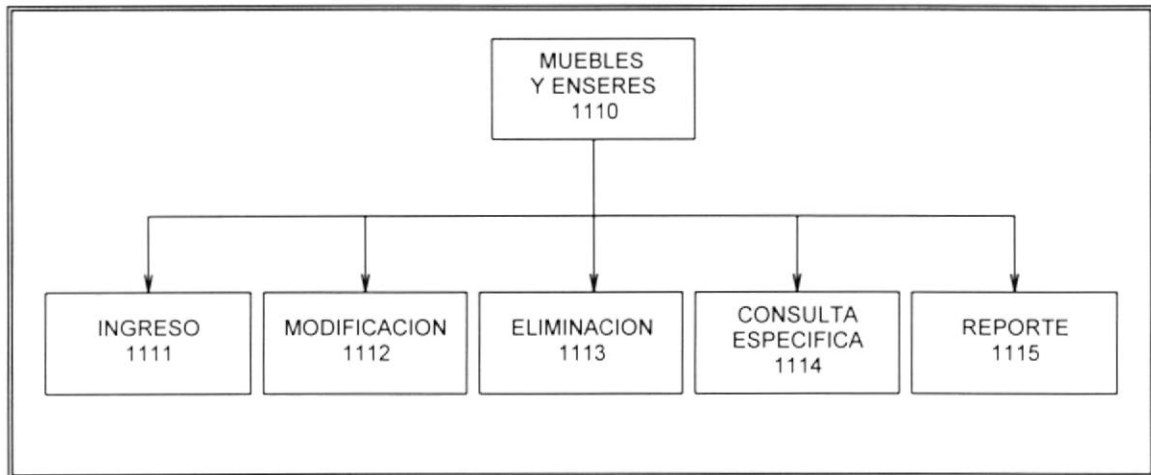 MUEBLES
Y ENSERES
1110
INGRESO
1111
MODIFICACION
1112
ELIMINACION
1113
CONSULTA
ESPECIFICA
1114
REPORTE
1115